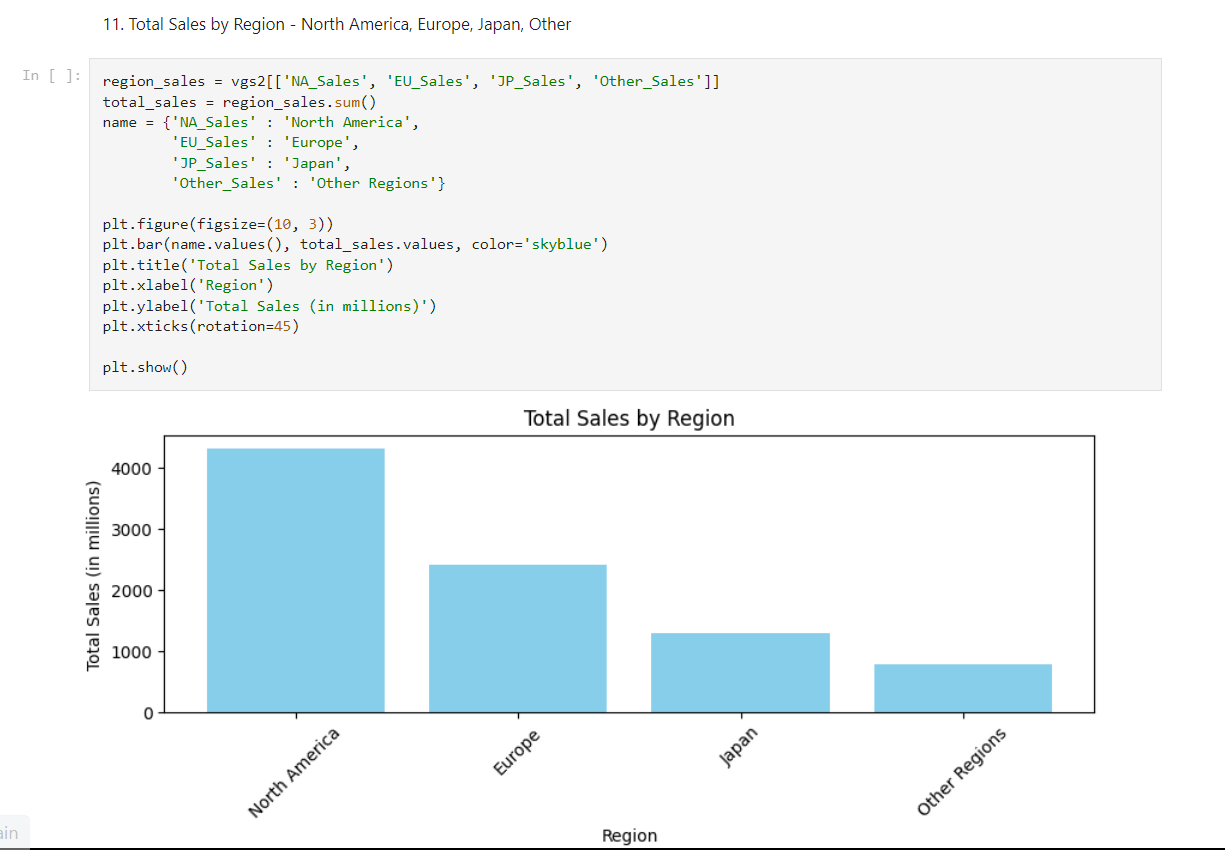 11. Total Sales by Region - North America, Europe, Japan, Other
In [ ]:
region_sales = vgs2[['NA_Sales', 'EU_Sales', 'JP_Sales', 'Other_Sales']]
total_sales = region_sales.sum()
name = {'NA_Sales' : 'North America',
        'EU_Sales' : 'Europe',
        'JP_Sales' : 'Japan',
        'Other_Sales' : 'Other Regions'}
plt.figure(figsize=(10, 3))
plt.bar(name.values(), total_sales.values, color='skyblue')
plt.title('Total Sales by Region')
plt.xlabel('Region')
plt.ylabel('Total Sales (in millions)')
plt.xticks(rotation=45)
plt.show()
Total Sales by Region
Total Sales (in millions)
4000
3000
2000
1000
0
North America
Europe
Japan
Other Regions
Region